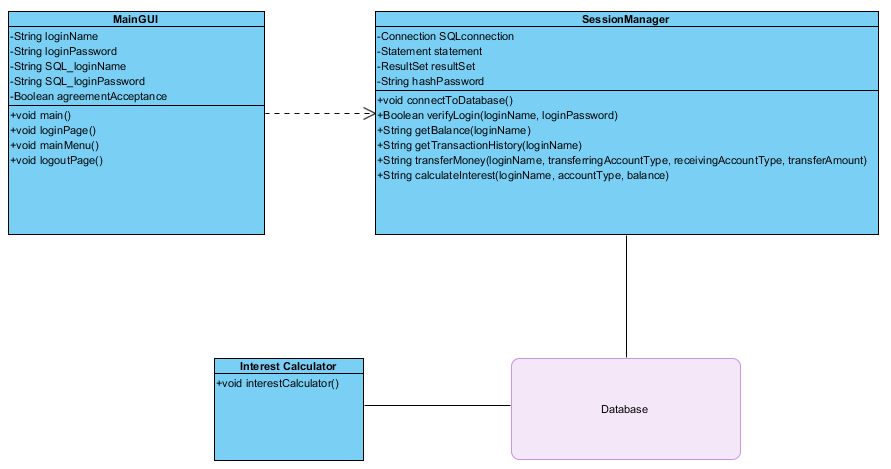 MainGUI
-String loginName
-String loginPassword
-String SQL_loginName
-String SQL_loginPassword
-Boolean agreementAcceptance
+void main()
+void loginPage()
+void mainMenu()
+void logoutPage()
SessionManager
-Connection SQLconnection
-Statement statement
-ResultSet resultSet
-String hashPassword
+void connectToDatabase()
+Boolean verifyLogin(loginName, loginPassword)
+String getBalance(loginName)
+String getTransactionHistory(loginName)
+String transferMoney(loginName, transferringAccountType, receivingAccountType, transferAmount)
+String calculateInterest(loginName, accountType, balance)
Interest Calculator
+void interestCalculator()
Database